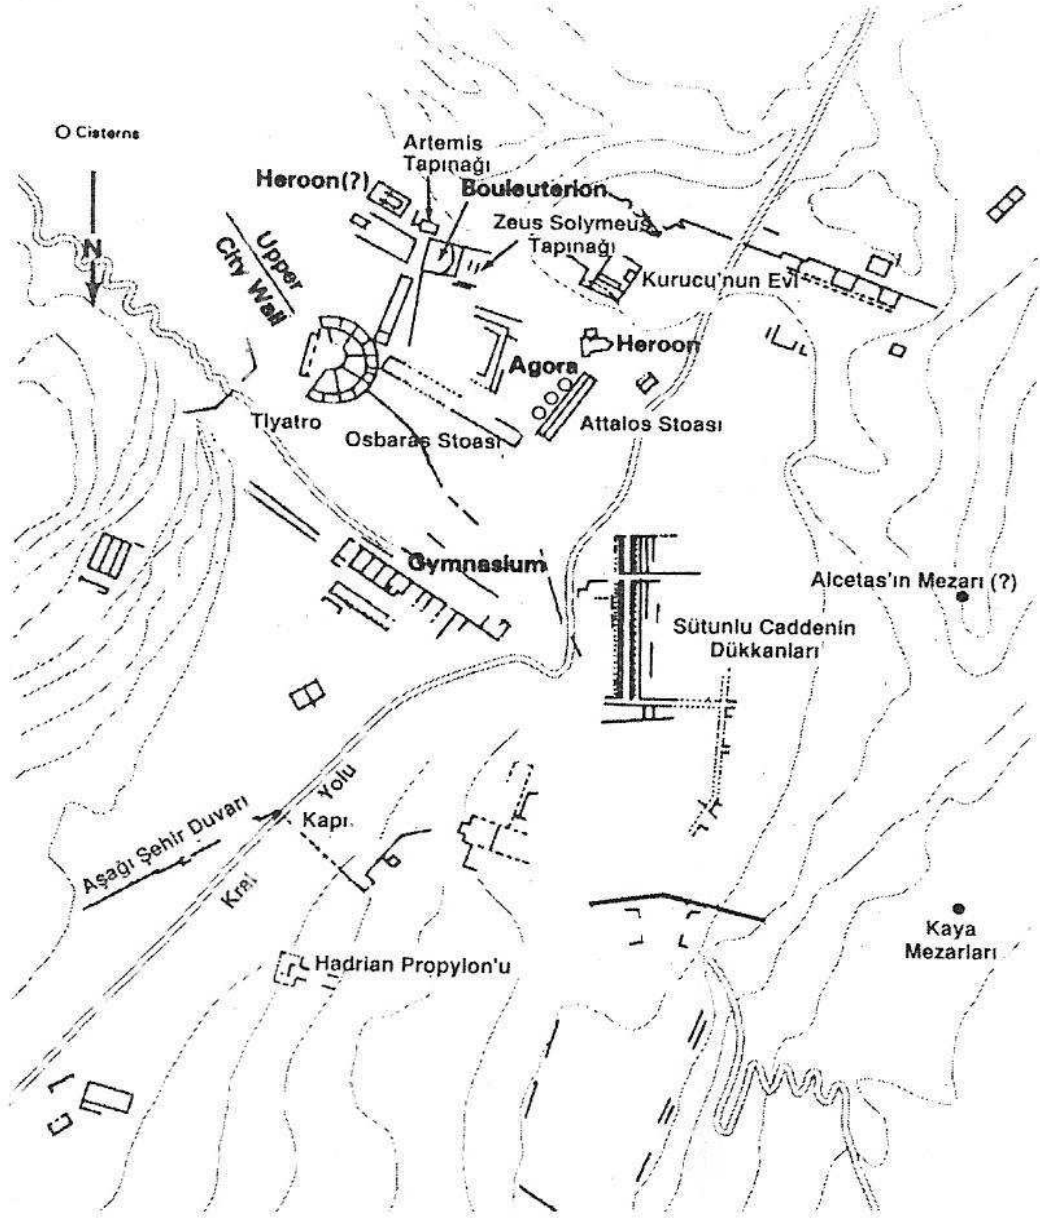 Cisterns
Artemis
Tapınağı
Heroon(?)
Bouleuterion
N
Upper
City Wall
Zeus Solymeus
Tapınağı
Kurucu'nun Evi
Heroon
Agora
Tiyatro
Osbaras Stoası
Attalos Stoası
Gymnasium
Alcetas'ın Mezarı (?)
Sütunlu Caddenin
Dükkanları
Aşağı Şehir Duvarı
Kapı
Kral Yolu
Kaya
Mezarları
Hadrian Propylon'u